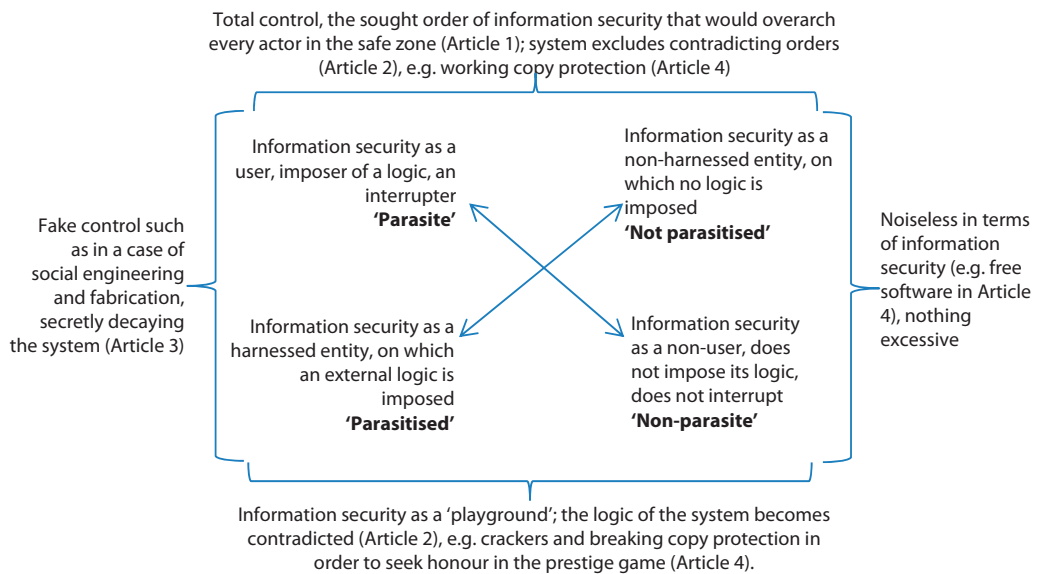 Total control, the sought order of information security that would overarch
every actor in the safe zone (Article 1); system excludes contradicting orders
(Article 2), e.g. working copy protection (Article 4)
Information security as a
user, imposer of a logic, an
interrupter
‘Parasite’
Information security as a
non-harnessed entity, on
which no logic is
imposed
‘Not parasitised’
Fake control such
as in a case of
social engineering
and fabrication,
secretly decaying
the system (Article 3)
Noiseless in terms
of information
security (e.g. free
software in Article
4), nothing
excessive
Information security as a
harnessed entity, on which
an external logic is
imposed
‘Parasitised’
Information security
as a non-user, does
not impose its logic,
does not interrupt
‘Non-parasite’
Information security as a ‘playground’; the logic of the system becomes
contradicted (Article 2), e.g. crackers and breaking copy protection in
order to seek honour in the prestige game (Article 4).